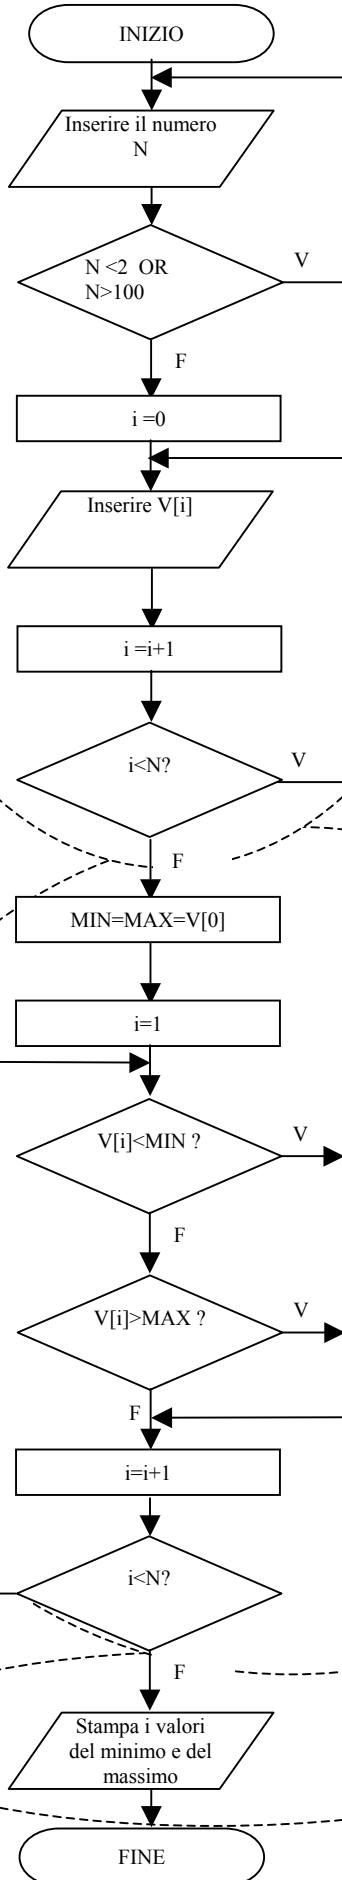 INIZIO
Inserire il numero
N
N <2 OR
N>100
V
F
i =0
Inserire V[i]
i =i+1
i<N?
V
F
MIN=MAX=V[0]
i=1
V[i]<MIN ?
V
F
V[i]>MAX ?
V
F
i=i+1
i<N?
F
Stampa i valori
del minimo e del
massimo
FINE